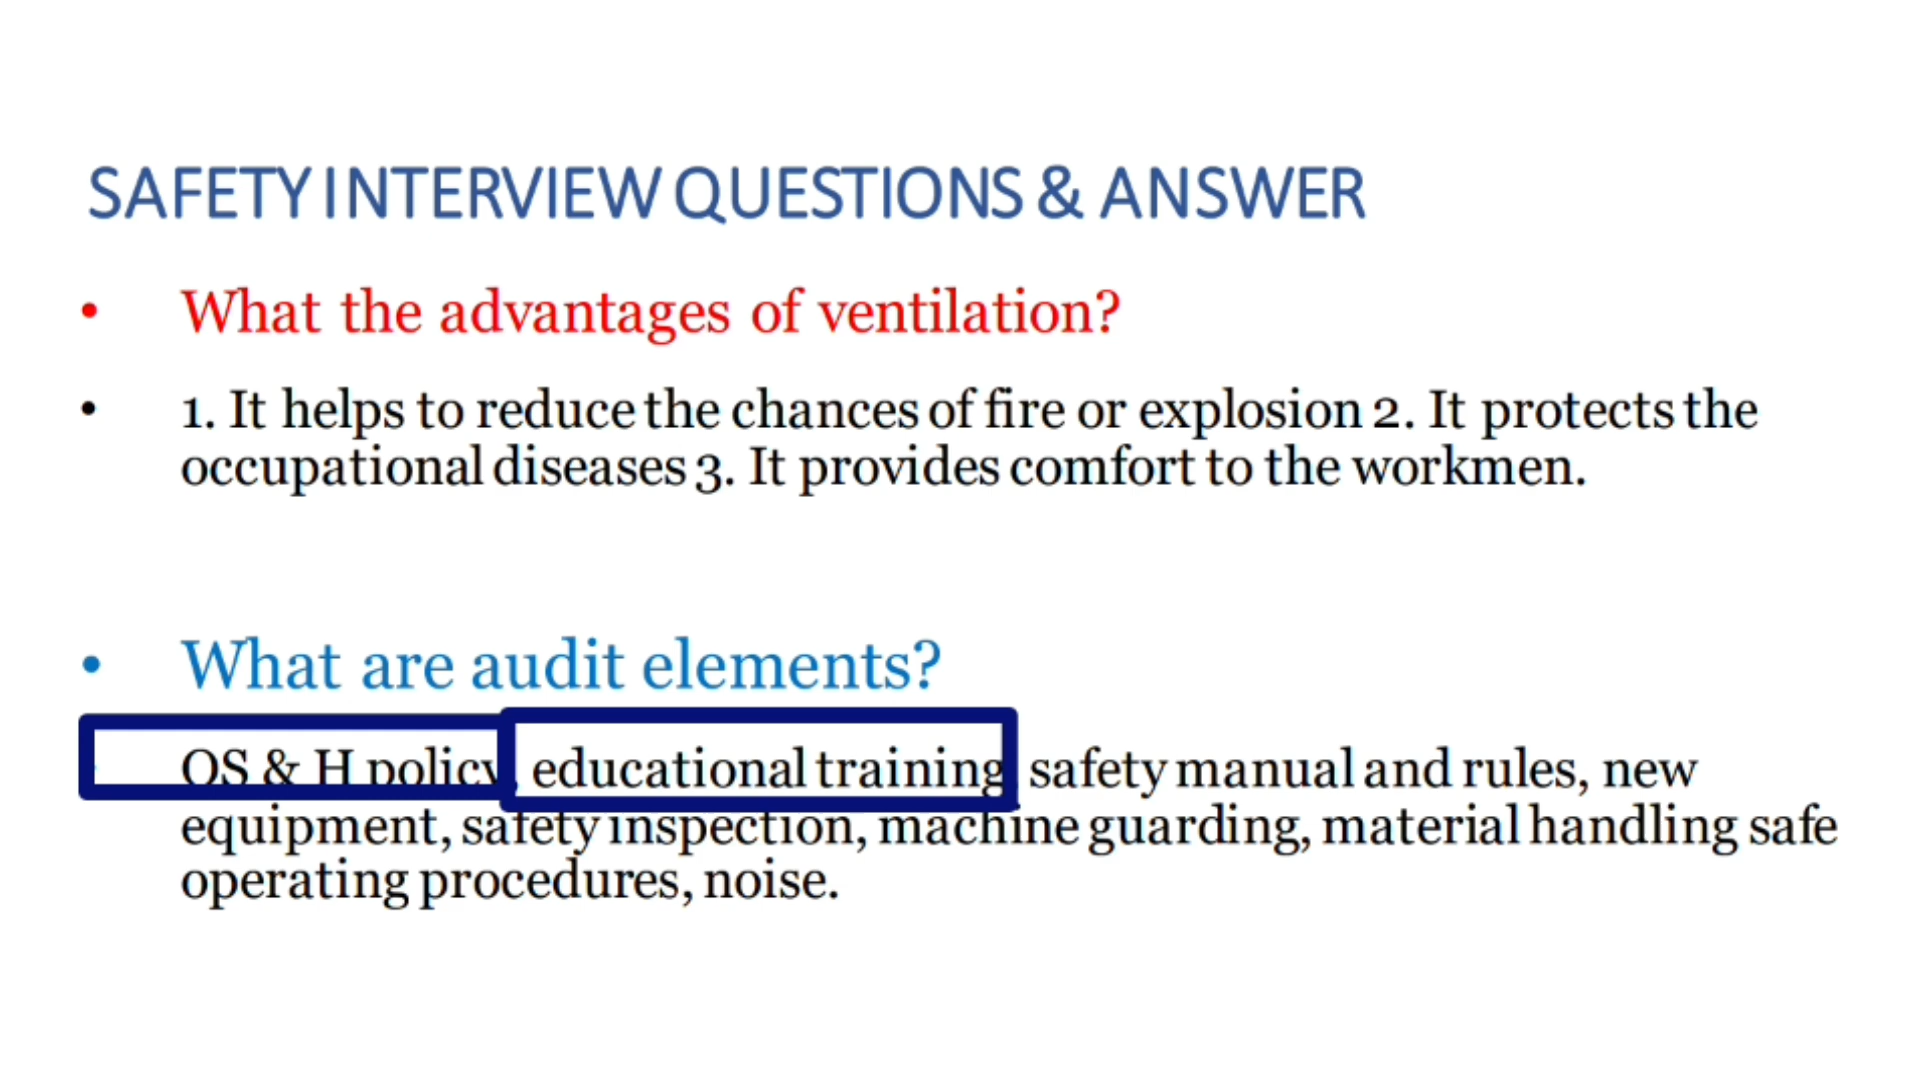 SAFETY INTERVIEW QUESTIONS & ANSWER
• What the advantages of ventilation?
• 1. It helps to reduce the chances of fire or explosion 2. It protects the
occupational diseases 3. It provides comfort to the workmen.
• What are audit elements?
OS & H policy, educational training, safety manual and rules, new
equipment, safety inspection, machine guarding, material handling safe
operating procedures, noise.